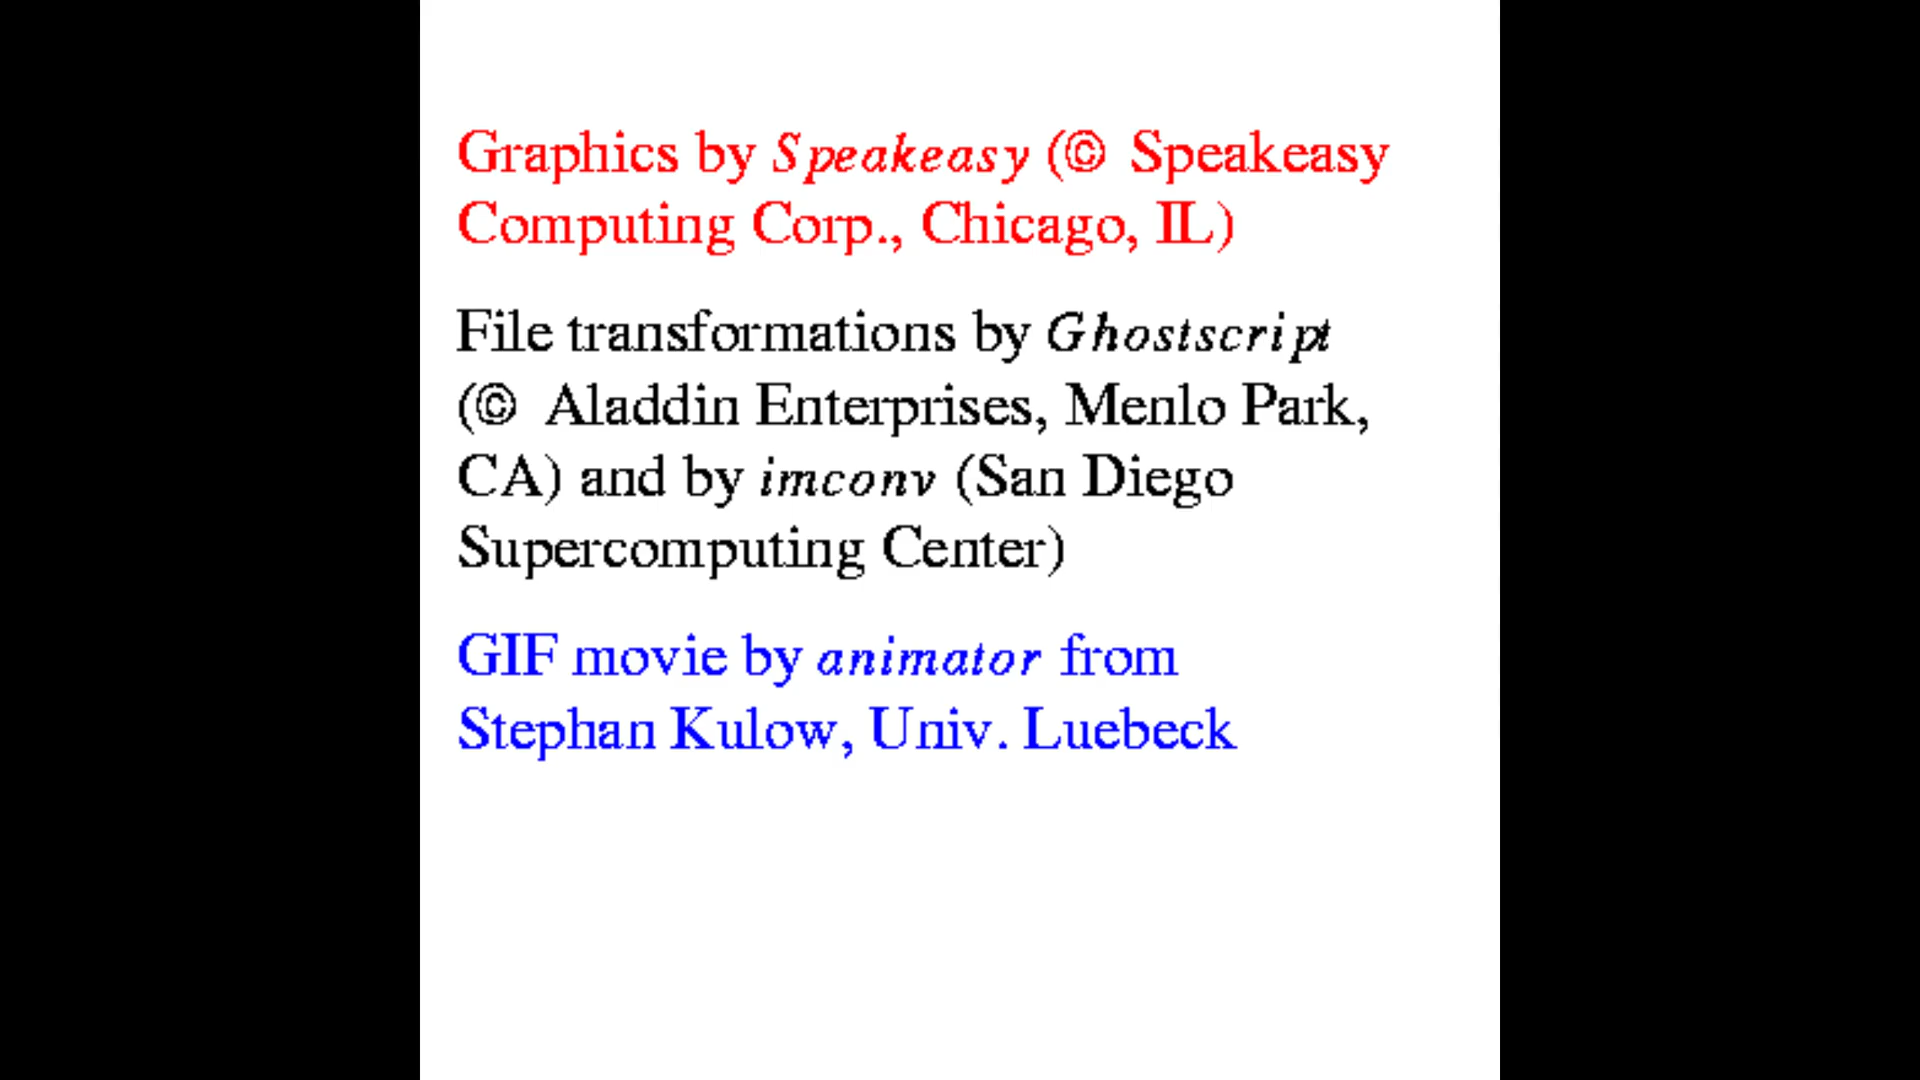 Graphics by Speakeasy (© Speakeasy
Computing Corp., Chicago, IL)
File transformations by Ghostscript
(© Aladdin Enterprises, Menlo Park,
CA) and by imconv (San Diego
Supercomputing Center)
GIF movie by animator from
Stephan Kulow, Univ. Luebeck